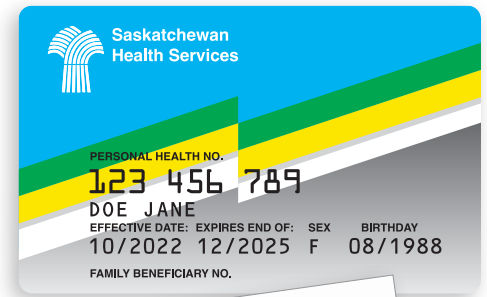 Saskatchewan
Health Services
PERSONAL HEALTH NO.
123 456 789
DOE JANE
EFFECTIVE DATE: EXPIRES END OF: SEX BIRTHDAY
10/2022 12/2025 F 08/1988
FAMILY BENEFICIARY NO.